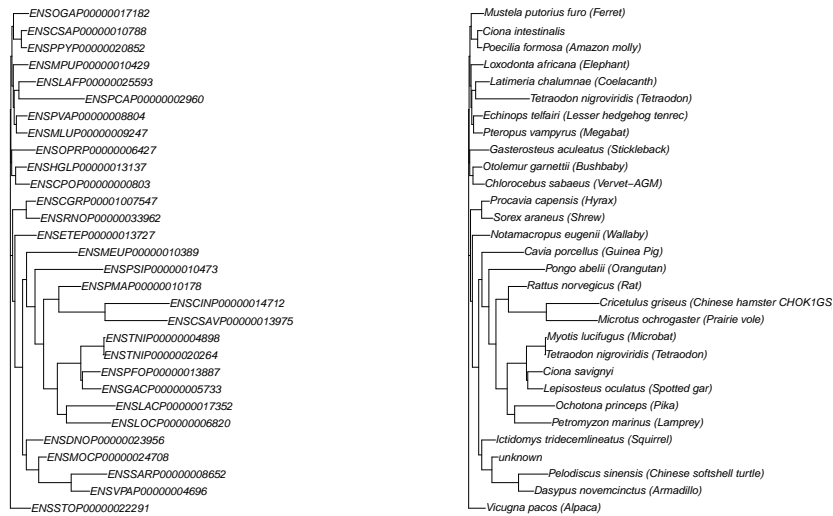 ENSOGAP00000017182
ENSCSAP00000010788
ENSPPYP00000020852
ENSMPUP00000010429
ENSLAFP00000025593
ENSPCAP00000002960
ENSPVAP00000008804
ENSMLUP00000009247
ENSOPRP00000006427
ENSHGLP00000013137
ENSCPOP00000000803
ENSCGRP00001007547
ENSRNOP00000033962
ENSETEP00000013727
ENSMEUP00000010389
ENSPSIP00000010473
ENSPMAP00000010178
ENSCINP00000014712
ENSCSAVP00000013975
ENSTNIP00000004898
ENSTNIP00000020264
ENSPFOP00000013887
ENSGACP00000005733
ENSLACP00000017352
ENSLOCP00000006820
ENSDNOP00000023956
ENSMOCP00000024708
ENSSARP00000008652
ENSVPAP00000004696
ENSSTOP00000022291
Mustela putorius furo (Ferret)
Ciona intestinalis
Poecilia formosa (Amazon molly)
Loxodonta africana (Elephant)
Latimeria chalumnae (Coelacanth)
Tetraodon nigroviridis (Tetraodon)
Echinops telfairi (Lesser hedgehog tenrec)
Pteropus vampyrus (Megabat)
Gasterosteus aculeatus (Stickleback)
Otolemur garnettii (Bushbaby)
Chlorocebus sabaeus (Vervet−AGM)
Procavia capensis (Hyrax)
Sorex araneus (Shrew)
Notamacropus eugenii (Wallaby)
Cavia porcellus (Guinea Pig)
Pongo abelii (Orangutan)
Rattus norvegicus (Rat)
Cricetulus griseus (Chinese hamster CHOK1GS
Microtus ochrogaster (Prairie vole)
Myotis lucifugus (Microbat)
Tetraodon nigroviridis (Tetraodon)
Ciona savignyi
Lepisosteus oculatus (Spotted gar)
Ochotona princeps (Pika)
Petromyzon marinus (Lamprey)
Ictidomys tridecemlineatus (Squirrel)
unknown
Pelodiscus sinensis (Chinese softshell turtle)
Dasypus novemcinctus (Armadillo)
Vicugna pacos (Alpaca)